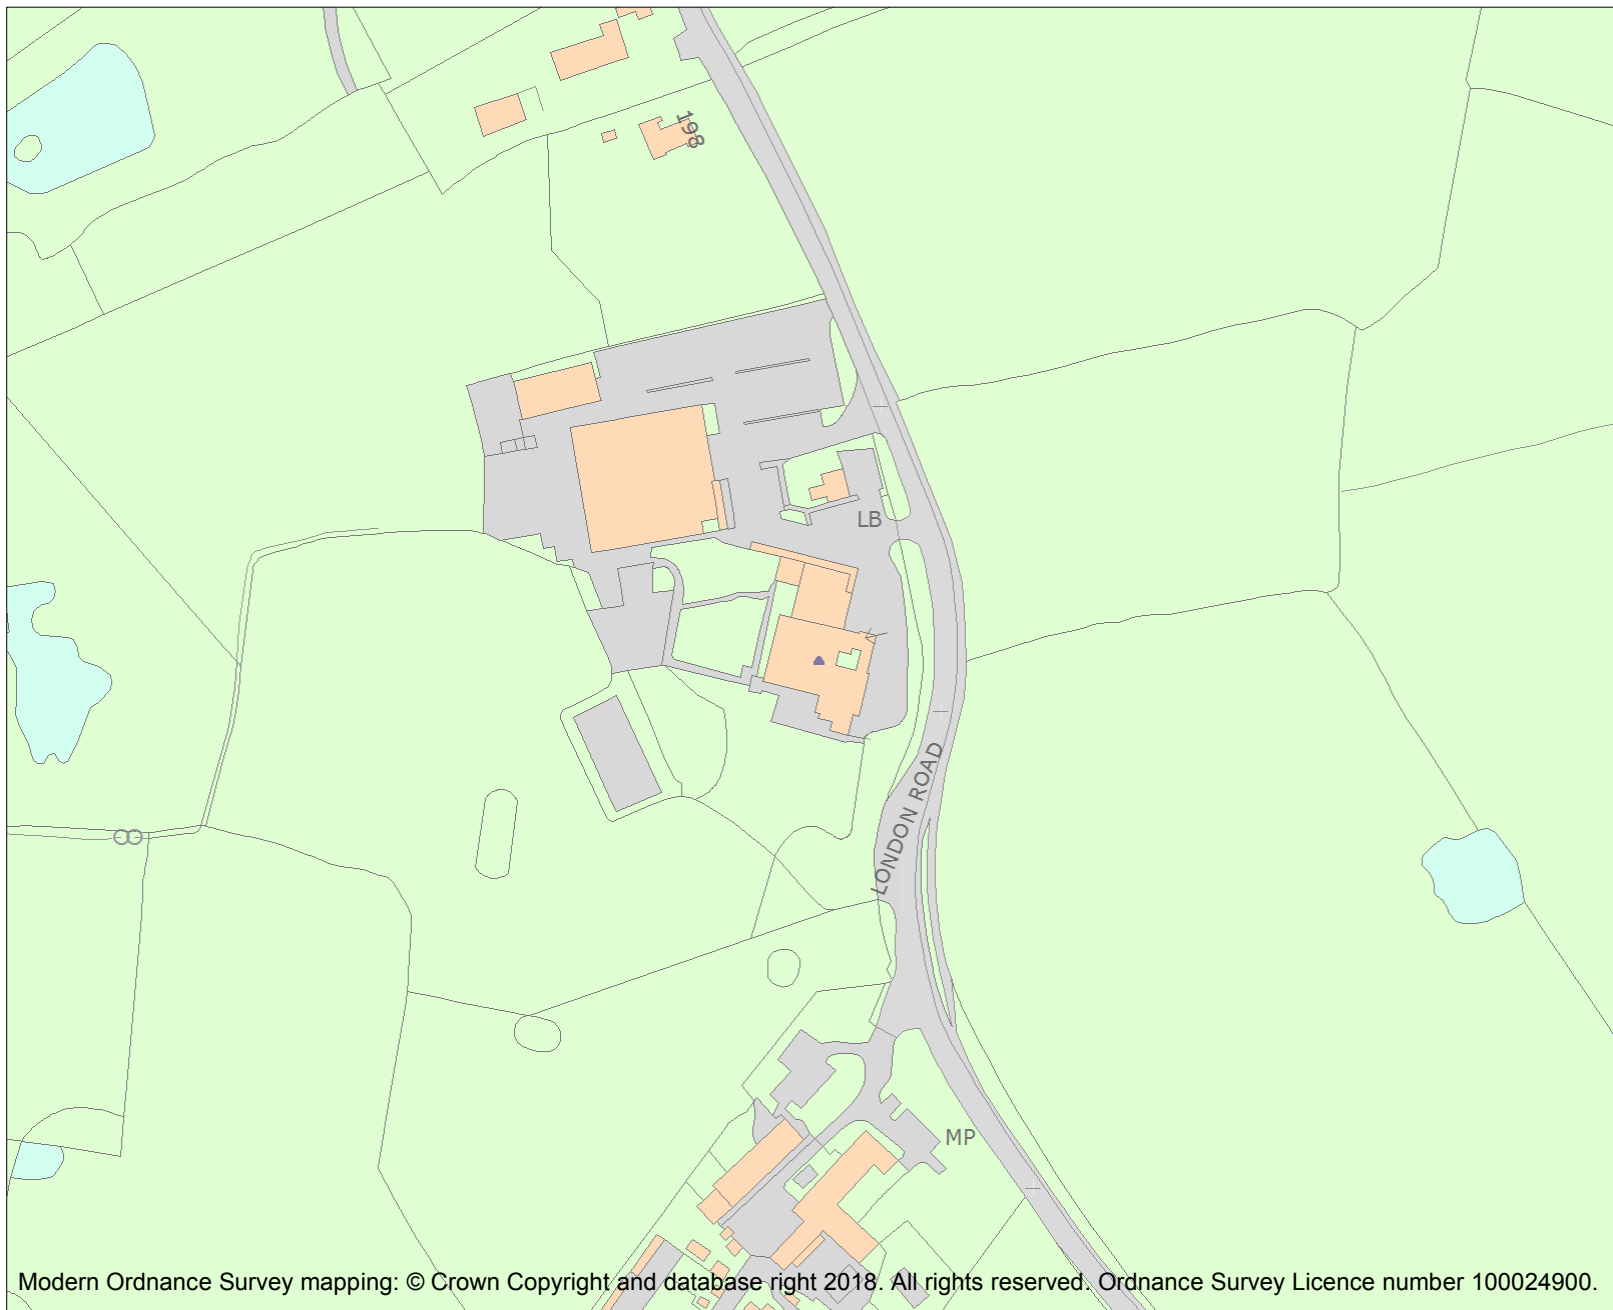 198
LB
LONDON ROAD
MP
Modern Ordnance Survey mapping: © Crown Copyright and database right 2018. All rights reserved. Ordnance Survey Licence number 100024900.